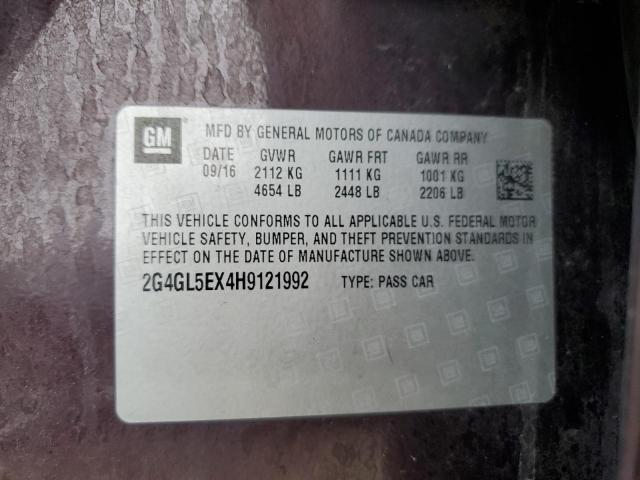 GM
MFD BY GENERAL MOTORS OF CANADA COMPANY
DATE GVWR GAWR FRT GAWR RR
09/16 2112 KG 1111 KG 1001 KG
4654 LB 2448 LB 2206 LB
THIS VEHICLE CONFORMS TO ALL APPLICABLE U.S. FEDERAL MOTOR
VEHICLE SAFETY, BUMPER, AND THEFT PREVENTION STANDARDS IN
EFFECT ON THE DATE OF MANUFACTURE SHOWN ABOVE.
2G4GL5EX4H9121992 TYPE: PASS CAR